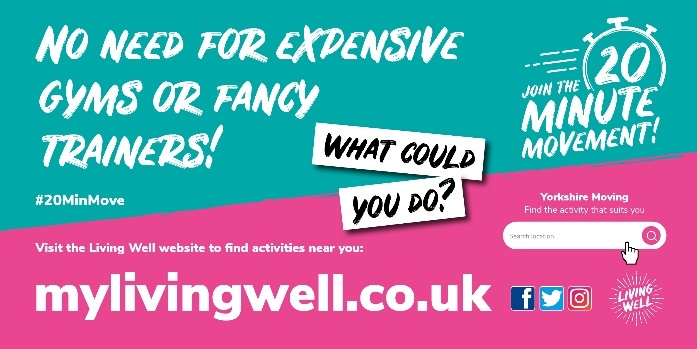 NO NEED FOR EXPENSIVE
GYMS OR FANCY
TRAINERS!
JOIN THE 20
MINUTE
MOVEMENT!
WHAT COULD
YOU DO?
#20MinMove
Yorkshire Moving
Find the activity that suits you
Search location
Visit the Living Well website to find activities near you:
mylivingwell.co.uk
LIVING
WELL